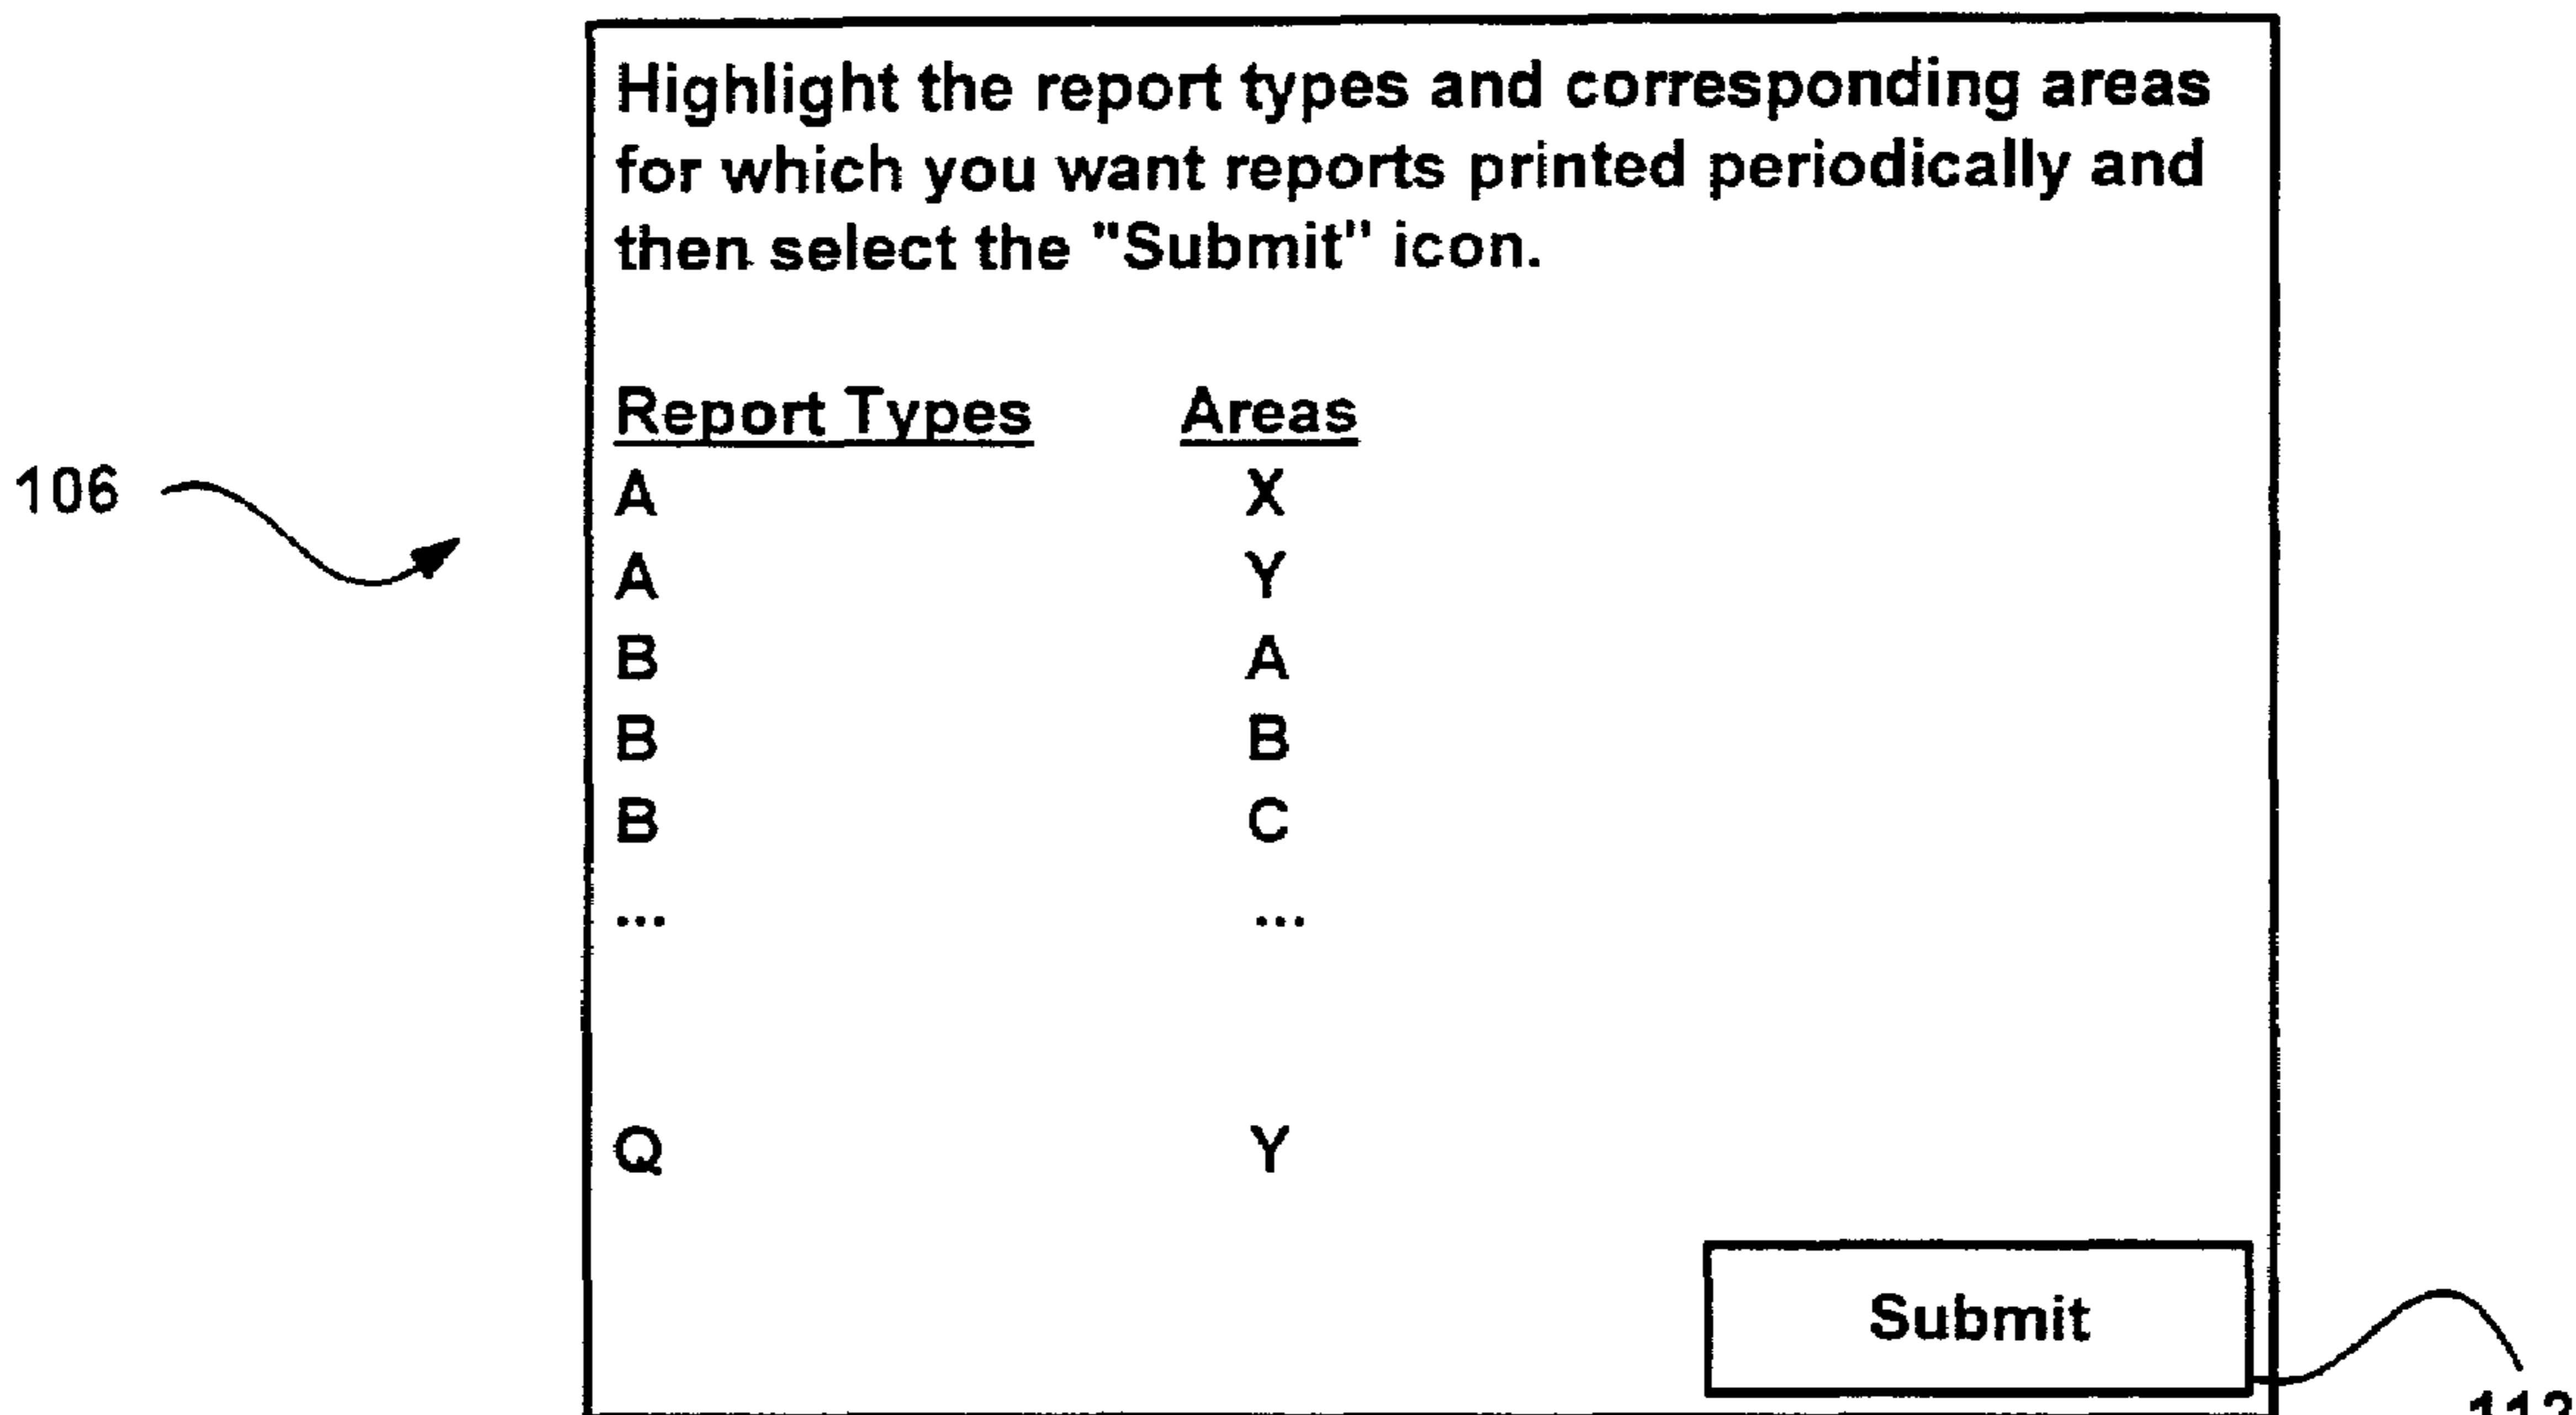 Highlight the report types and corresponding areas
for which you want reports printed periodically and
then select the "Submit" icon.
Report Types Areas
106
A X
A Y
B A
B B
B C
... ...
Q Y
Submit